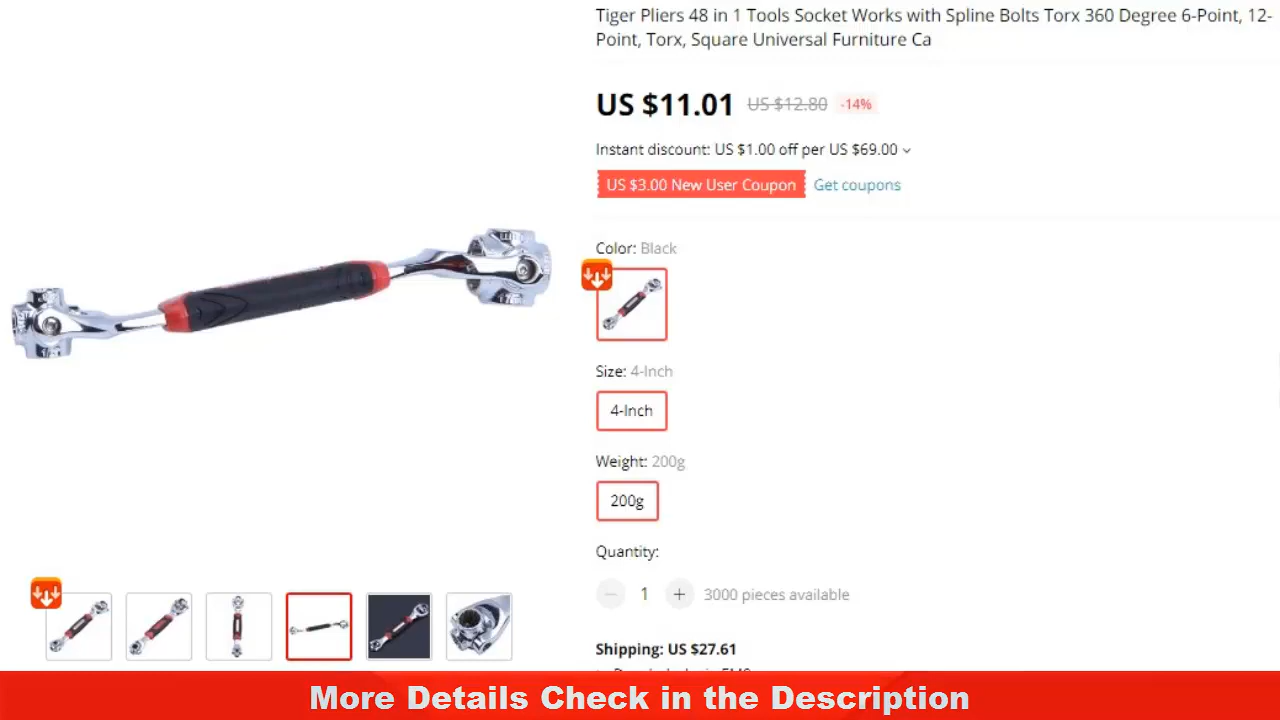 Tiger Pliers 48 in 1 Tools Socket Works with Spline Bolts Torx 360 Degree 6-Point, 12-
Point, Torx, Square Universal Furniture Ca
US $11.01 US $12.80 -14%
Instant discount: US $1.00 off per US $69.00
US $3.00 New User Coupon Get coupons
Color: Black
Size: 4-Inch
4-Inch
Weight: 200g
200g
Quantity:
1 3000 pieces available
Shipping: US $27.61
More Details Check in the Description